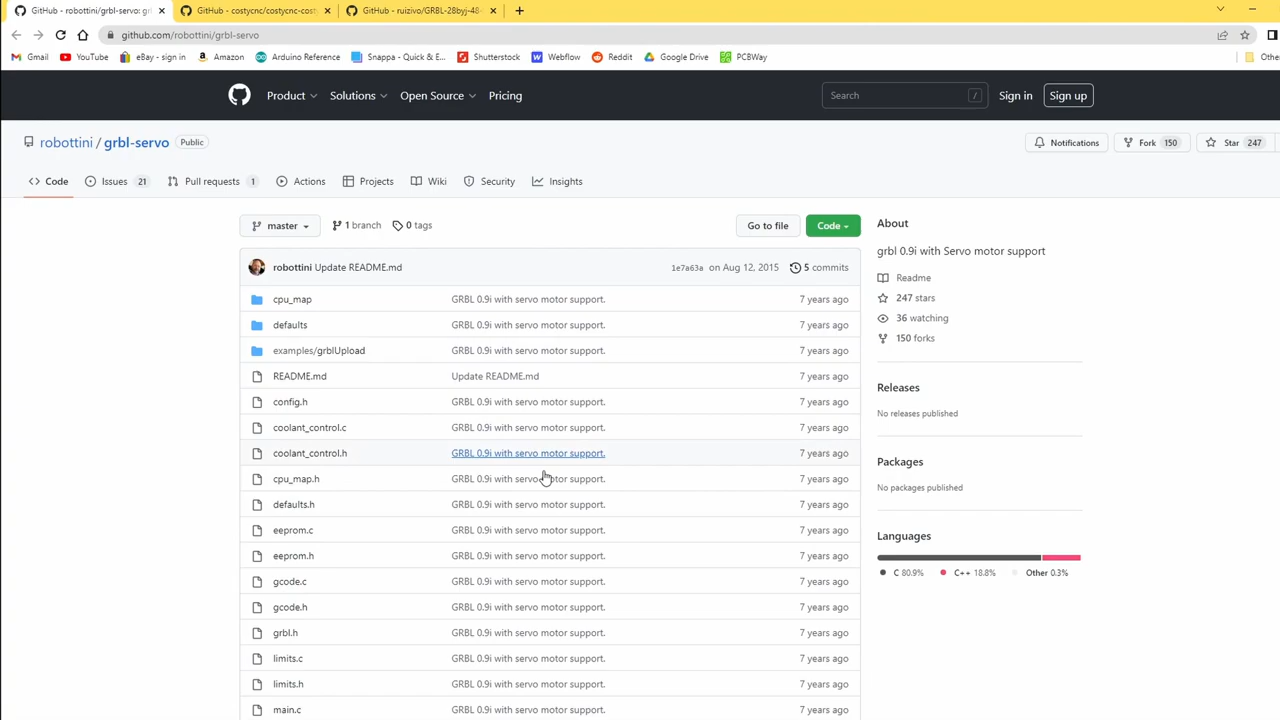 GitHub - robottini/grbl-servo: gr
GitHub - costycnc/costycnc-cost
GitHub - ruizivo/GRBL-28byj-48-
github.com/robottini/grbl-servo
Gmail YouTube eBay - sign in Amazon Arduino Reference Snappa - Quick & E... Shutterstock Webflow Reddit Google Drive PCBWay Othe
Product Solutions Open Source Pricing Search / Sign in Sign up
robottini / grbl-servo Public Notifications Fork 150 Star 247
Code Issues 21 Pull requests 1 Actions Projects Wiki Security Insights
master 1 branch 0 tags Go to file Code
robottini Update README.md 1e7a63a on Aug 12, 2015 5 commits
cpu_map GRBL 0.9i with servo motor support. 7 years ago
defaults GRBL 0.9i with servo motor support. 7 years ago
examples/grblUpload GRBL 0.9i with servo motor support. 7 years ago
README.md Update README.md 7 years ago
config.h GRBL 0.9i with servo motor support. 7 years ago
coolant_control.c GRBL 0.9i with servo motor support. 7 years ago
coolant_control.h GRBL 0.9i with servo motor support. 7 years ago
cpu_map.h GRBL 0.9i with servo motor support. 7 years ago
defaults.h GRBL 0.9i with servo motor support. 7 years ago
eeprom.c GRBL 0.9i with servo motor support. 7 years ago
eeprom.h GRBL 0.9i with servo motor support. 7 years ago
gcode.c GRBL 0.9i with servo motor support. 7 years ago
gcode.h GRBL 0.9i with servo motor support. 7 years ago
grbl.h GRBL 0.9i with servo motor support. 7 years ago
limits.c GRBL 0.9i with servo motor support. 7 years ago
limits.h GRBL 0.9i with servo motor support. 7 years ago
main.c GRBL 0.9i with servo motor support. 7 years ago
About
grbl 0.9i with Servo motor support
Readme
247 stars
36 watching
150 forks
Releases
No releases published
Packages
No packages published
Languages
C 80.9% C++ 18.8% Other 0.3%